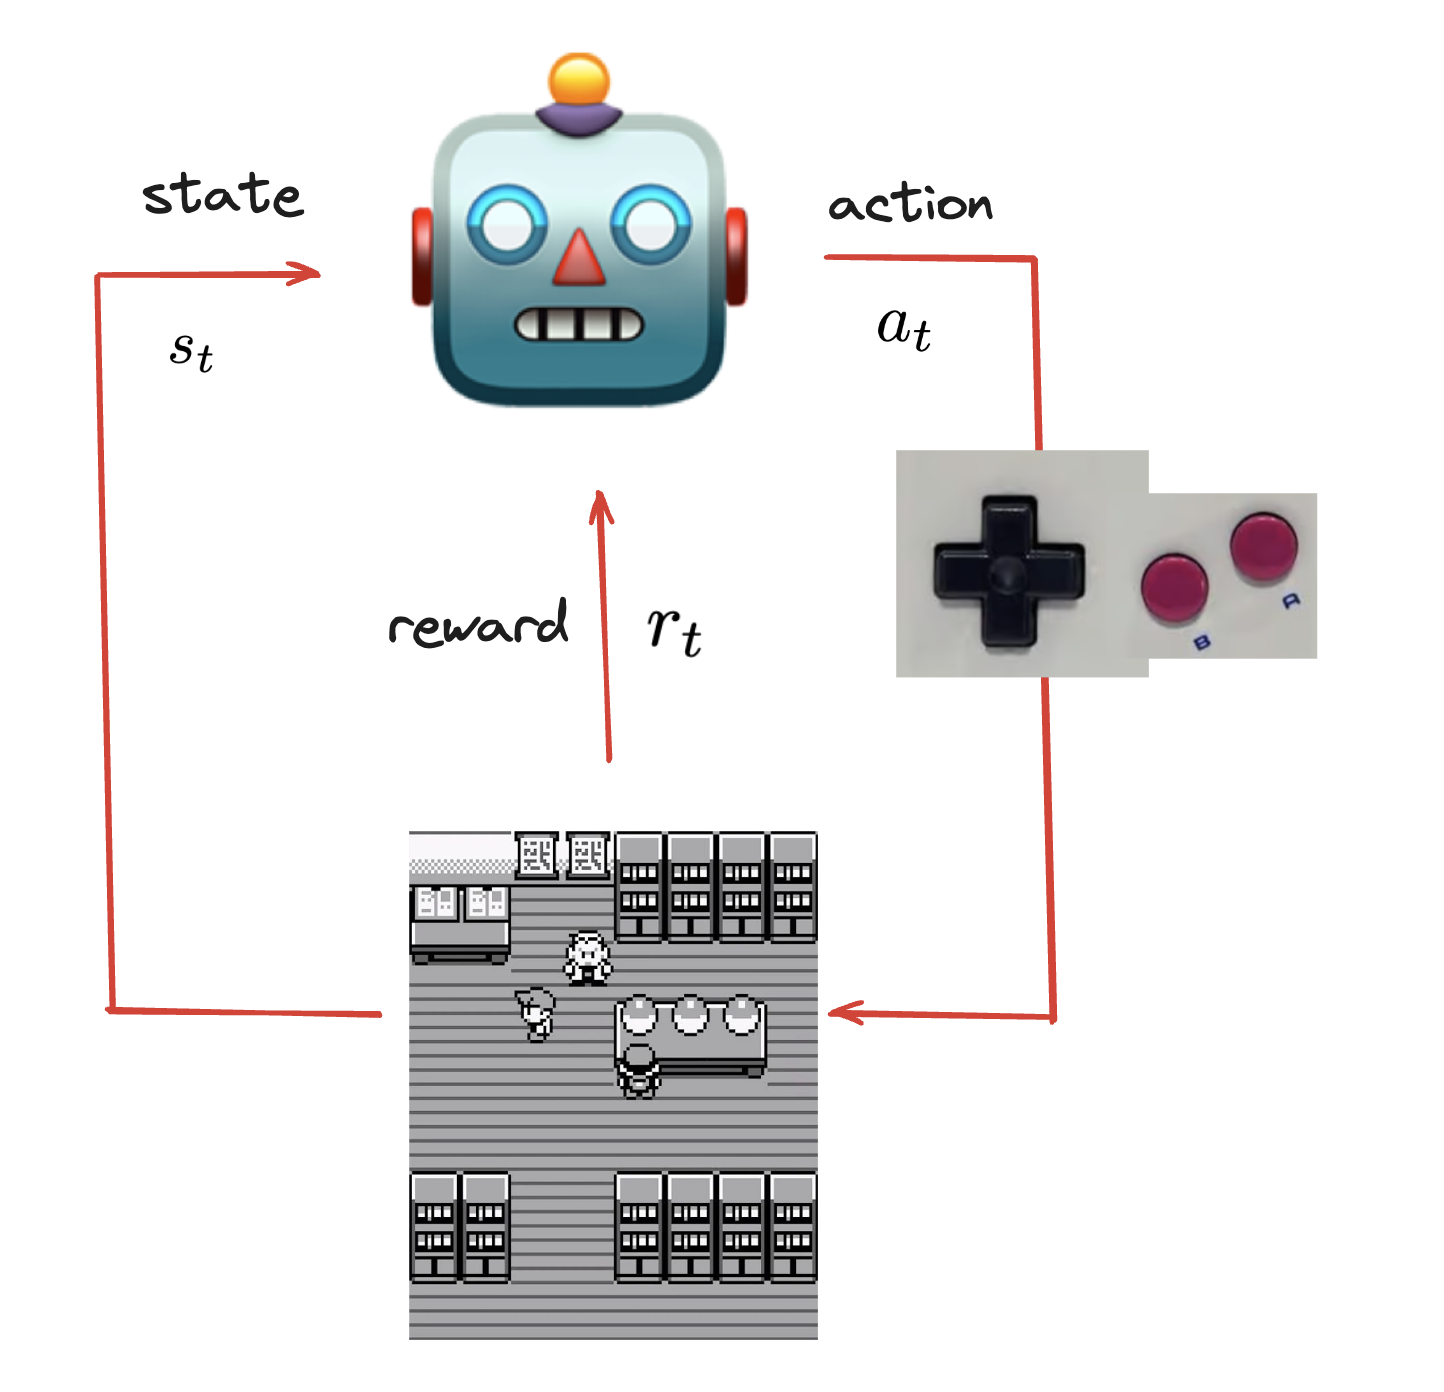 state
action
s_t
a_t
reward
r_t
A
B